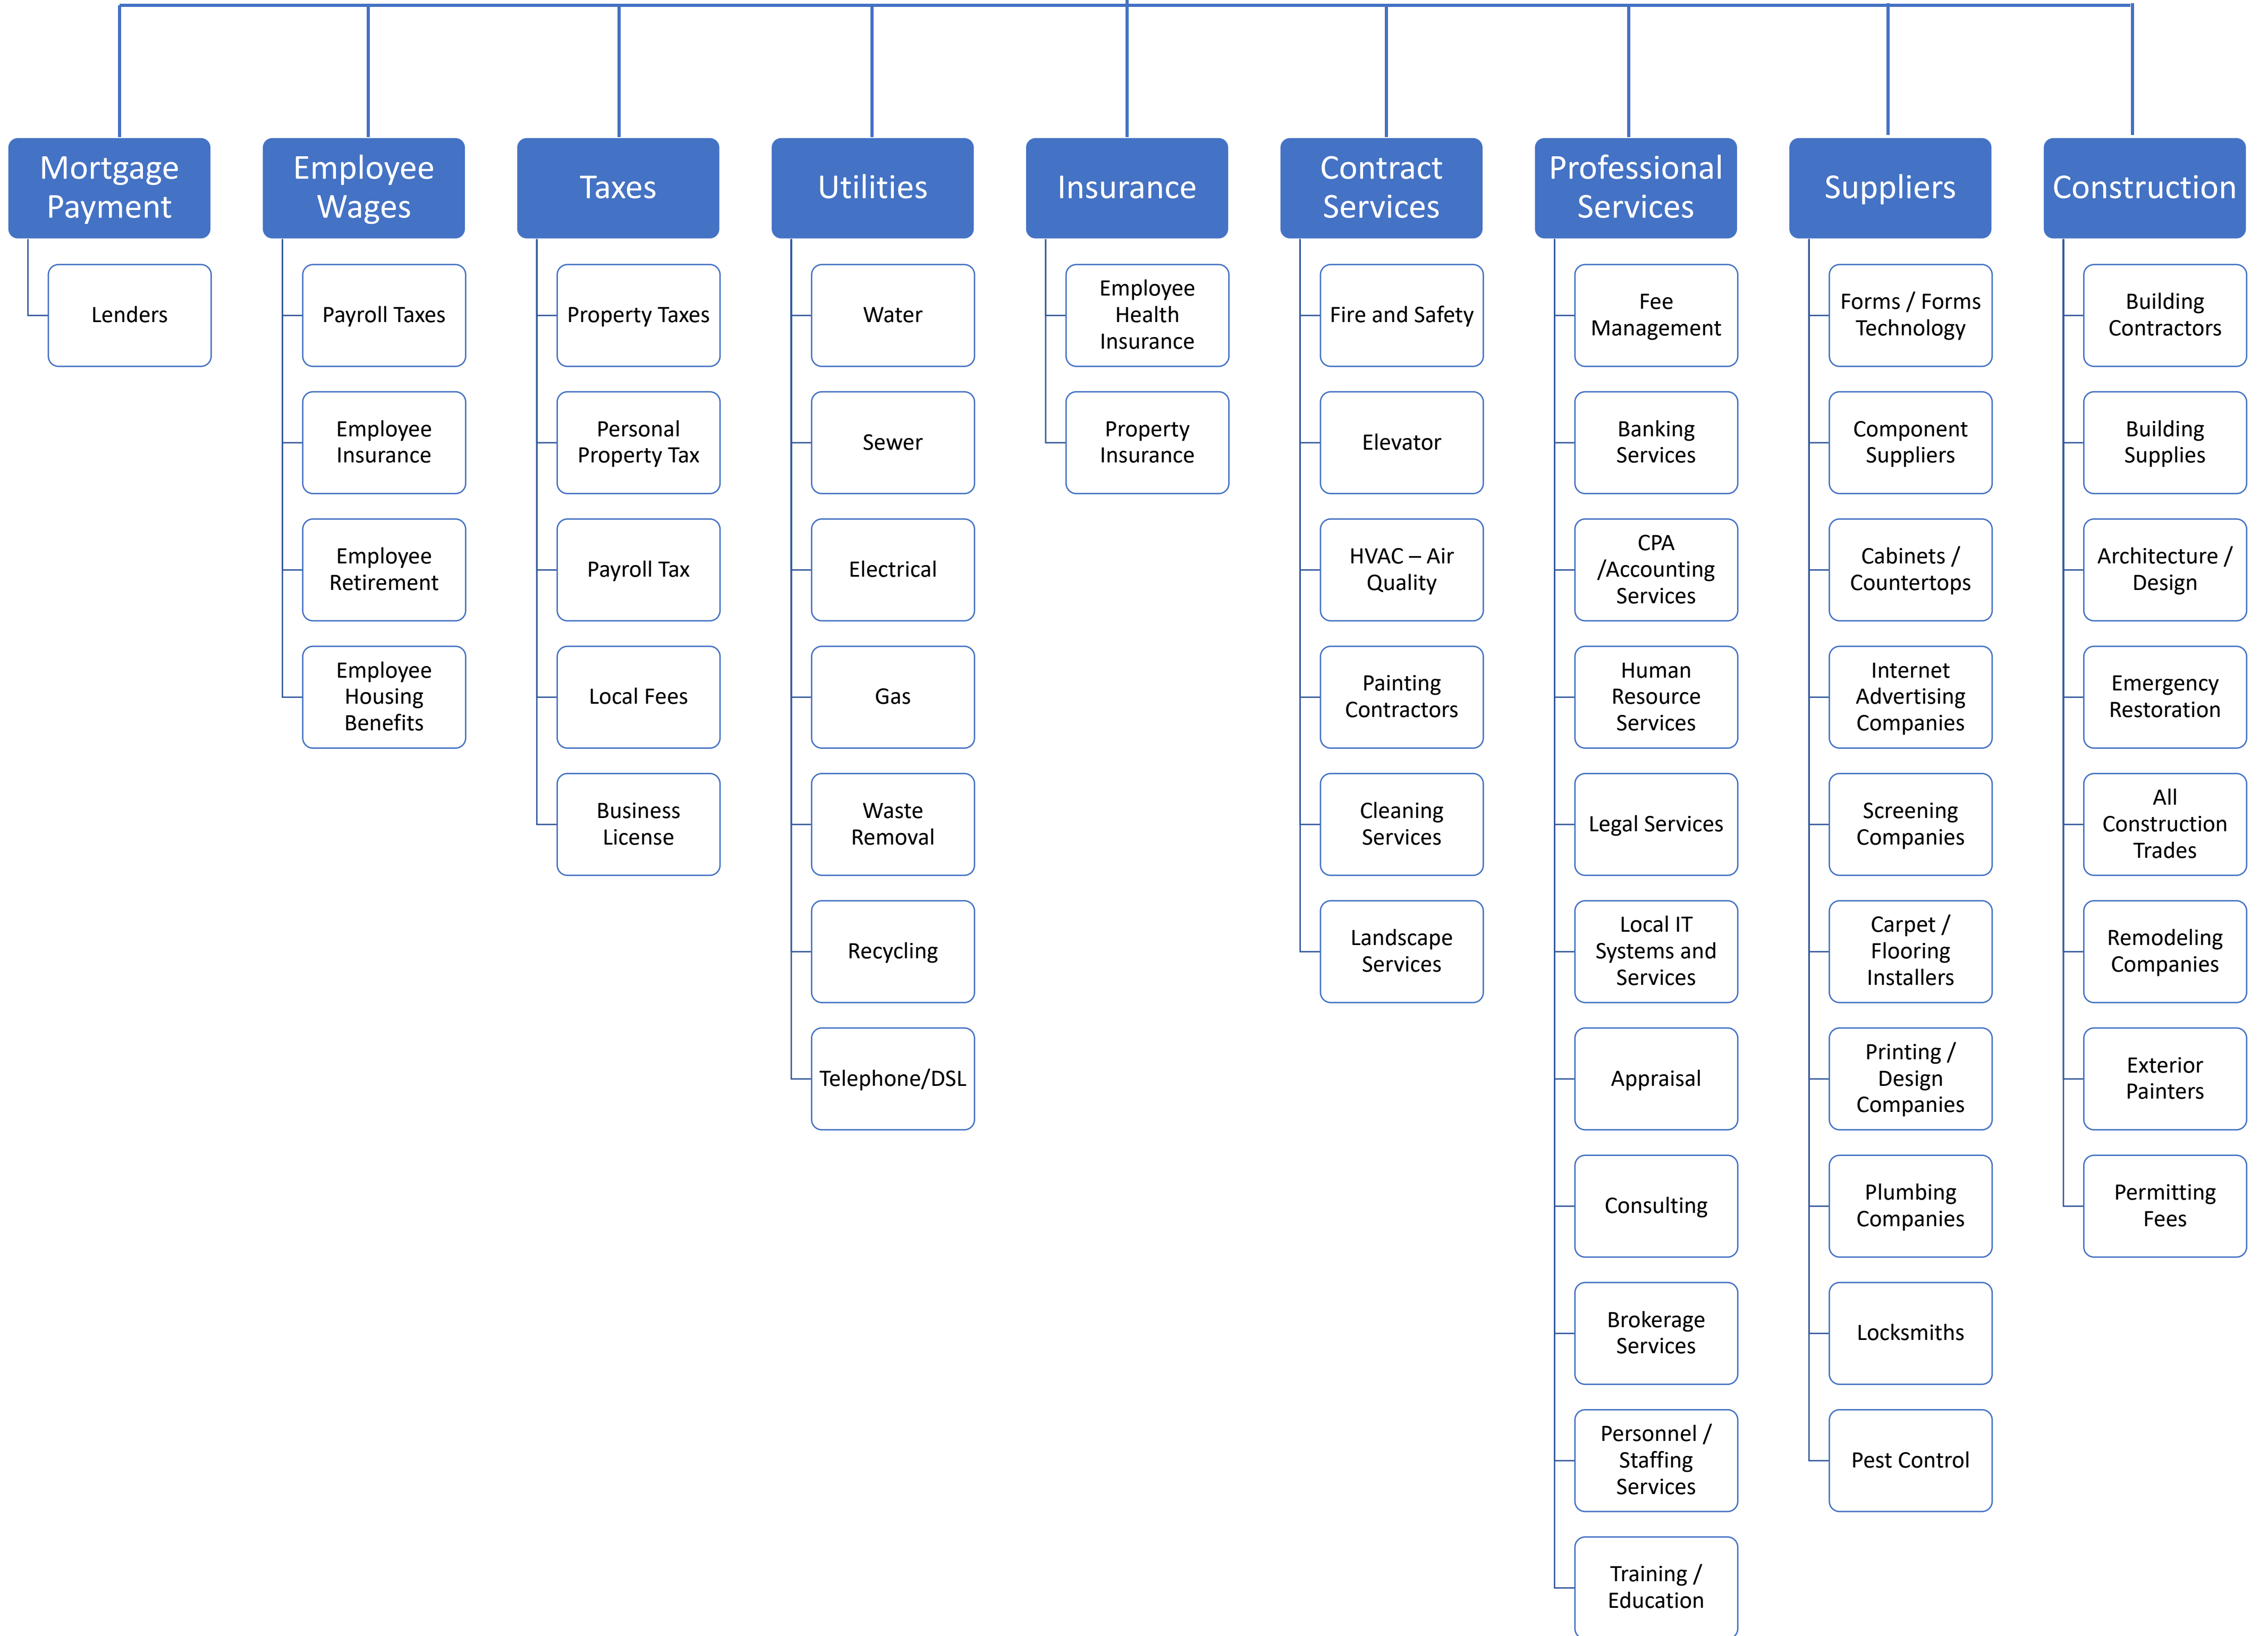 Mortgage
Payment
Lenders
Employee
Wages
Payroll Taxes
Employee
Insurance
Employee
Retirement
Employee
Housing
Benefits
Taxes
Property Taxes
Personal
Property Tax
Payroll Tax
Local Fees
Business
License
Utilities
Water
Sewer
Electrical
Gas
Waste
Removal
Recycling
Telephone/DSL
Insurance
Employee
Health
Insurance
Property
Insurance
Contract
Services
Fire and Safety
Elevator
HVAC – Air
Quality
Painting
Contractors
Cleaning
Services
Landscape
Services
Professional
Services
Fee
Management
Banking
Services
CPA
/Accounting
Services
Human
Resource
Services
Legal Services
Local IT
Systems and
Services
Appraisal
Consulting
Brokerage
Services
Personnel /
Staffing
Services
Training /
Education
Suppliers
Forms / Forms
Technology
Component
Suppliers
Cabinets /
Countertops
Internet
Advertising
Companies
Screening
Companies
Carpet /
Flooring
Installers
Printing /
Design
Companies
Plumbing
Companies
Locksmiths
Pest Control
Construction
Building
Contractors
Building
Supplies
Architecture /
Design
Emergency
Restoration
All
Construction
Trades
Remodeling
Companies
Exterior
Painters
Permitting
Fees